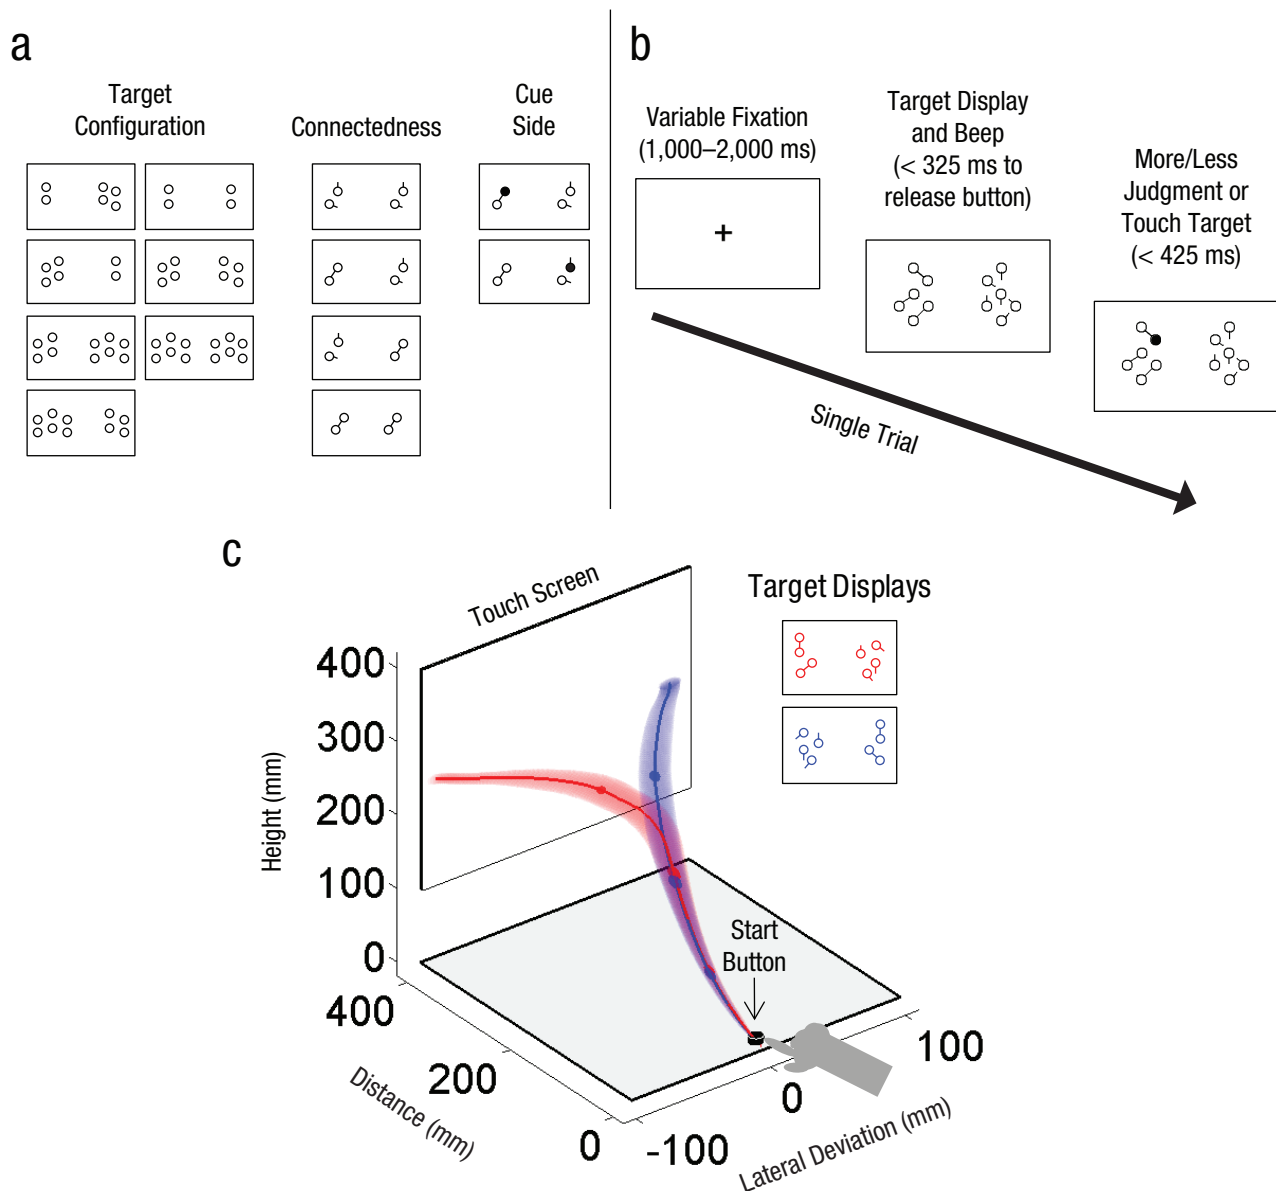 a
Target
Configuration
Connectedness
Cue
Side
b
Variable Fixation
(1,000–2,000 ms)
+
Target Display
and Beep
(< 325 ms to
release button)
More/Less
Judgment or
Touch Target
(< 425 ms)
Single Trial
c
Touch Screen
Target Displays
Height (mm)
400
300
200
100
0
Start
Button
400
200
0
Distance (mm)
-100
0
100
Lateral Deviation (mm)